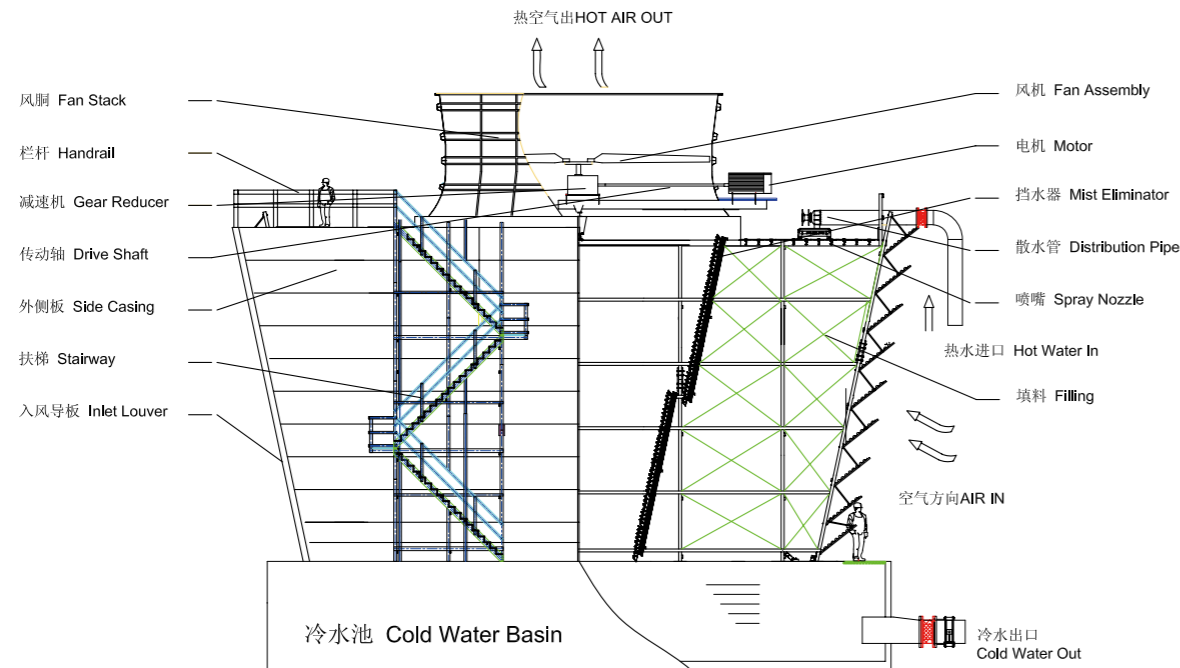 热空气出HOT AIR OUT
风胴 Fan Stack
栏杆 Handrail
减速机 Gear Reducer
传动轴 Drive Shaft
外侧板 Side Casing
扶梯 Stairway
入风导板 Inlet Louver
风机 Fan Assembly
电机 Motor
挡水器 Mist Eliminator
散水管 Distribution Pipe
喷嘴 Spray Nozzle
热水进口 Hot Water In
填料 Filling
空气方向AIR IN
冷水池 Cold Water Basin
冷水出口
Cold Water Out